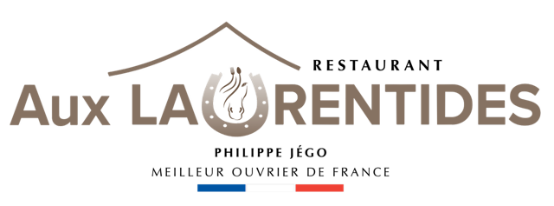 RESTAURANT
Aux LAURENTIDES
PHILIPPE JÉGO
MEILLEUR OUVRIER DE FRANCE